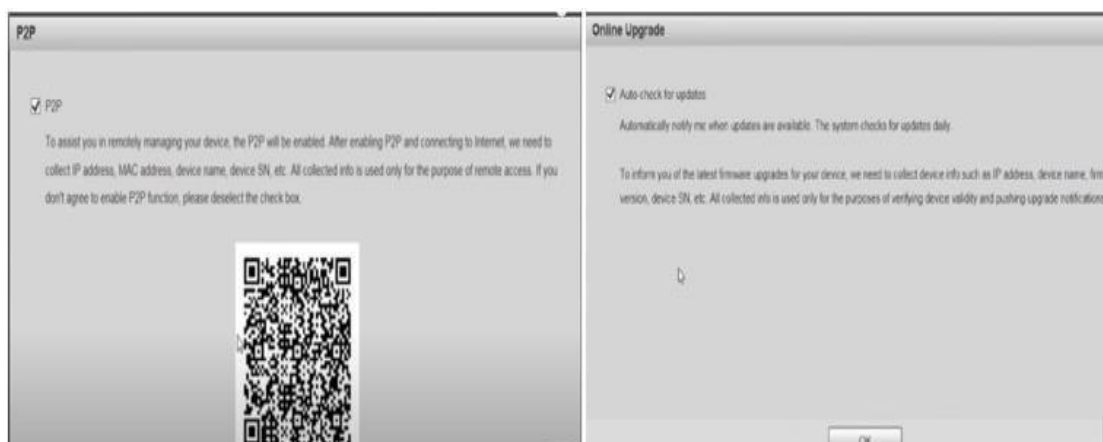 P2P
P2P
To assist you in remotely managing your device, the P2P will be enabled. After enabling P2P and connecting to Internet, we need to
collect IP address, MAC address, device name, device SN, etc. All collected info is used only for the purpose of remote access. If you
don't agree to enable P2P function, please deselect the check box.
Online Upgrade
Auto-check for updates
Automatically notify me when updates are available. The system checks for updates daily.
To inform you of the latest firmware upgrades for your device, we need to collect device info such as IP address, device name, firm
version, device SN, etc. All collected info is used only for the purposes of verifying device validity and pushing upgrade notifications
OK